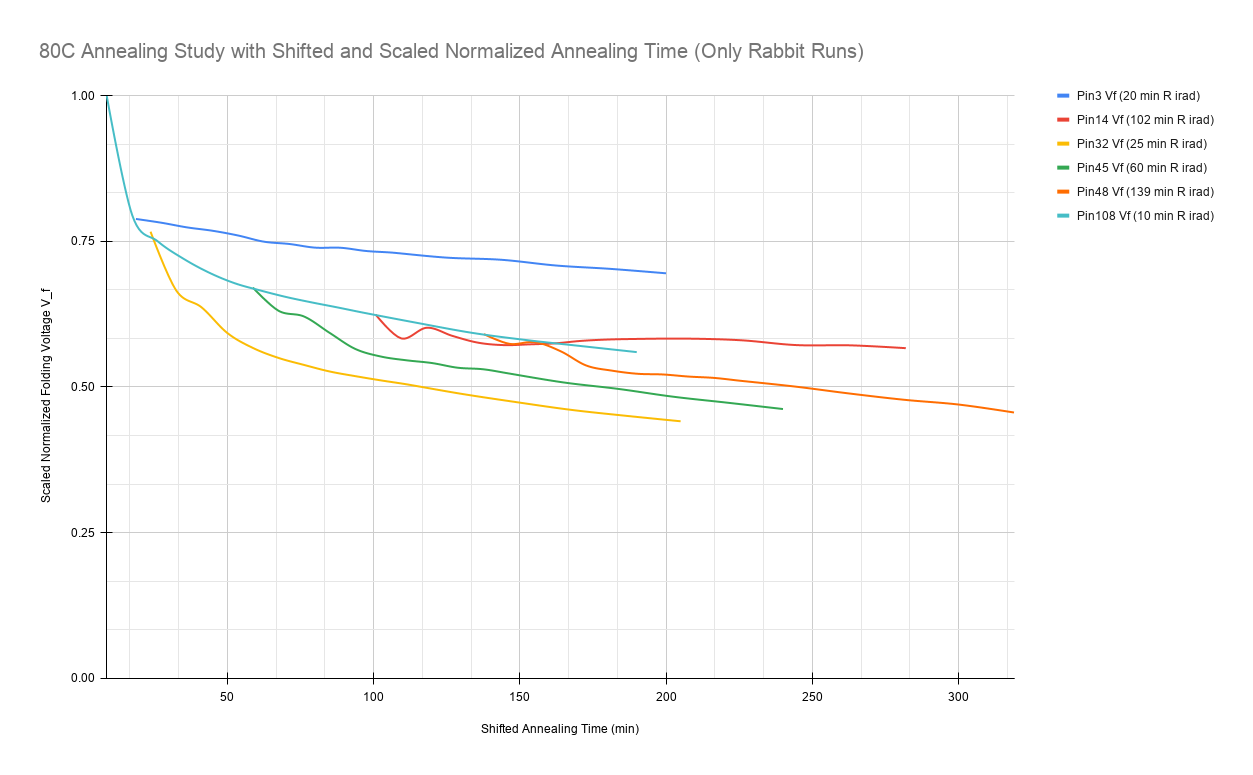 80C Annealing Study with Shifted and Scaled Normalized Annealing Time (Only Rabbit Runs)
Pin3 Vf (20 min R irad)
Pin14 Vf (102 min R irad)
Pin32 Vf (25 min R irad)
Pin45 Vf (60 min R irad)
Pin48 Vf (139 min R irad)
Pin108 Vf (10 min R irad)
Scaled Normalized Folding Voltage V_f
1.00
0.75
0.50
0.25
0.00
50 100 150 200 250 300
Shifted Annealing Time (min)